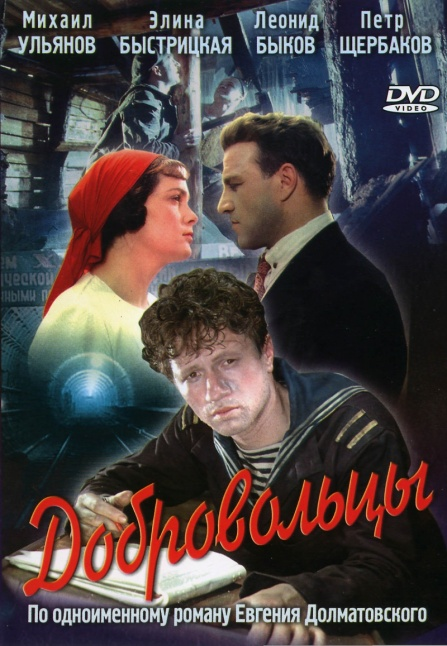 Михаил УЛЬЯНОВ
Элина БЫСТРИЦКАЯ
Леонид БЫКОВ
Петр ЩЕРБАКОВ
DVD
VIDEO
Добровольцы
По одноименному роману Евгения Долматовского